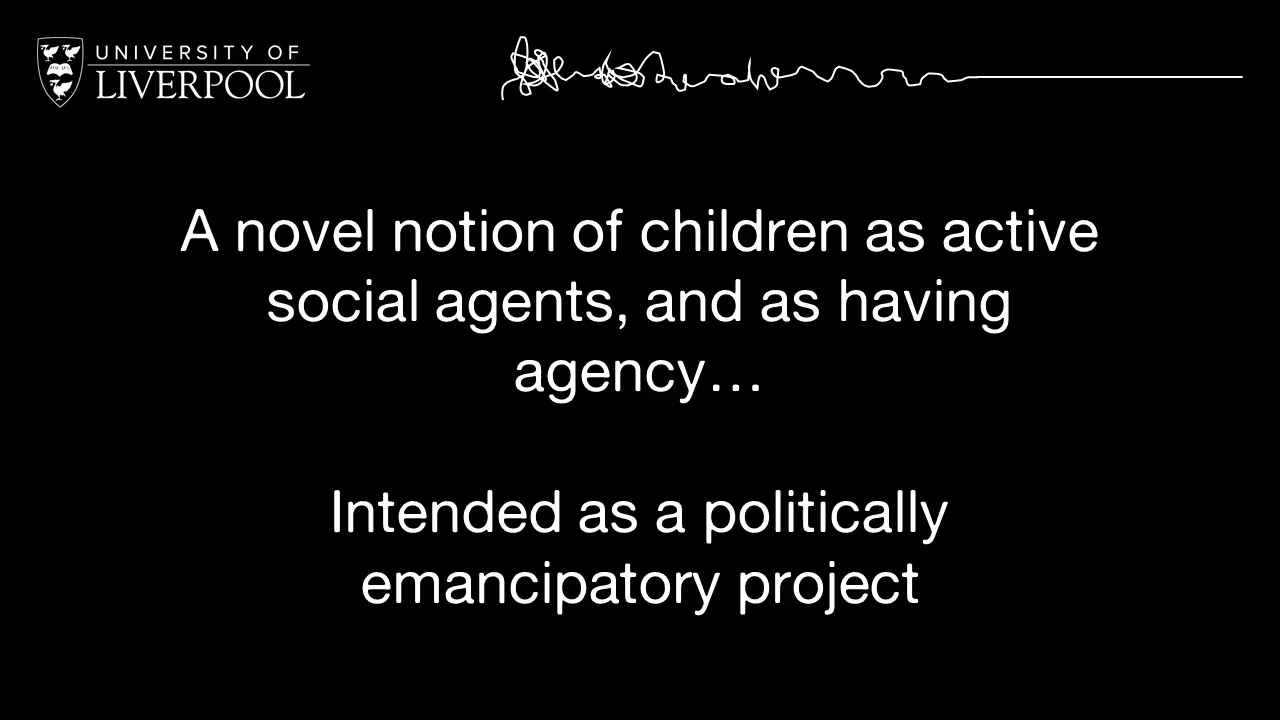 UNIVERSITY OF
LIVERPOOL
A novel notion of children as active
social agents, and as having
agency…
Intended as a politically
emancipatory project